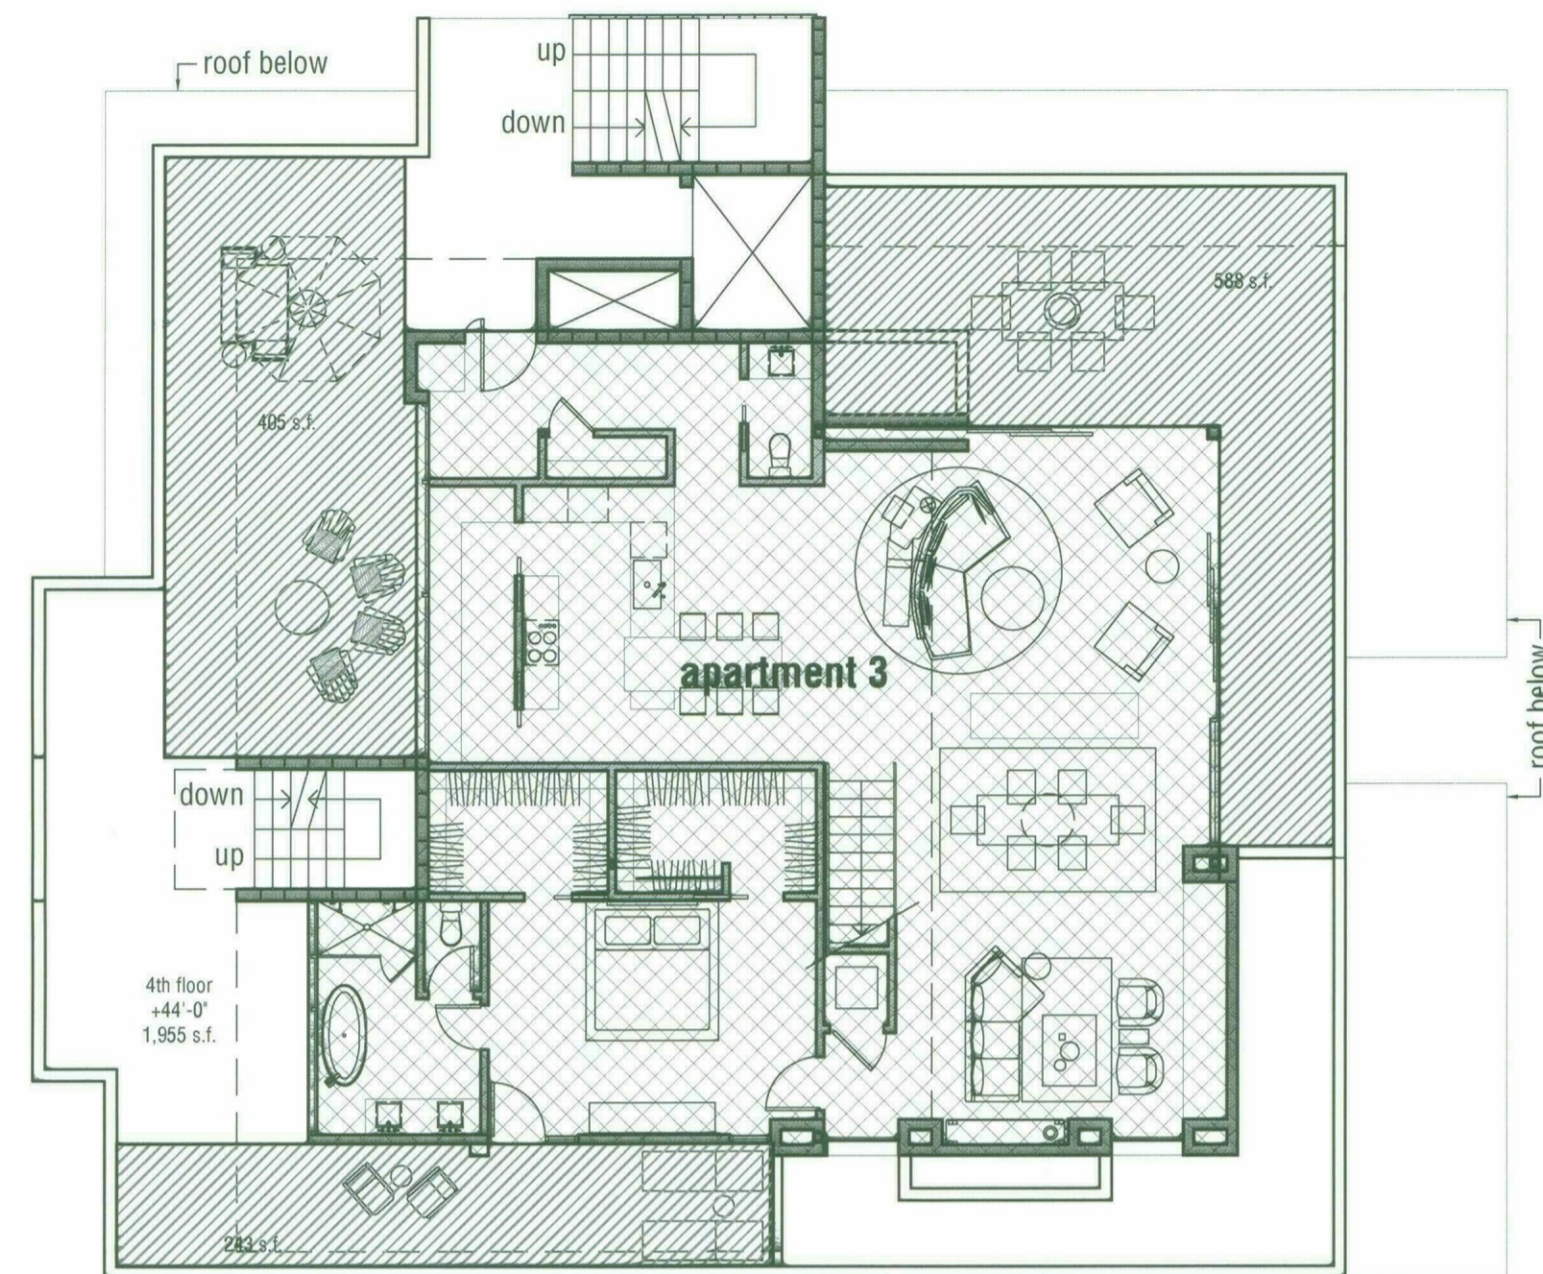 up
roof below
down
588 s.f.
405 s.f.
apartment 3
roof below
down
up
4th floor
+44'-0"
1,955 s.f.
243 s.f.